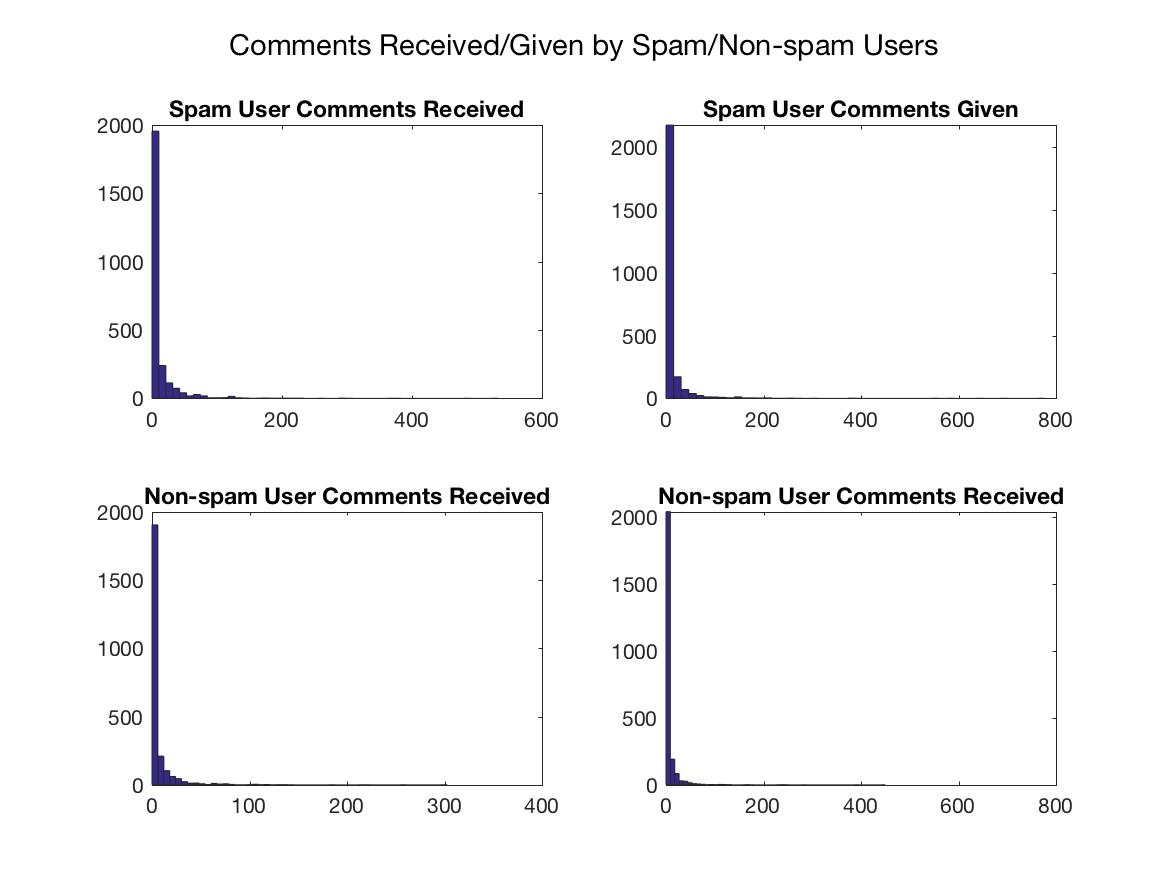 Comments Received/Given by Spam/Non-spam Users
Spam User Comments Received
2000
1500
1000
500
0
0 200 400 600
Spam User Comments Given
2000
1500
1000
500
0
0 200 400 600 800
Non-spam User Comments Received
2000
1500
1000
500
0
0 100 200 300 400
Non-spam User Comments Received
2000
1500
1000
500
0
0 200 400 600 800